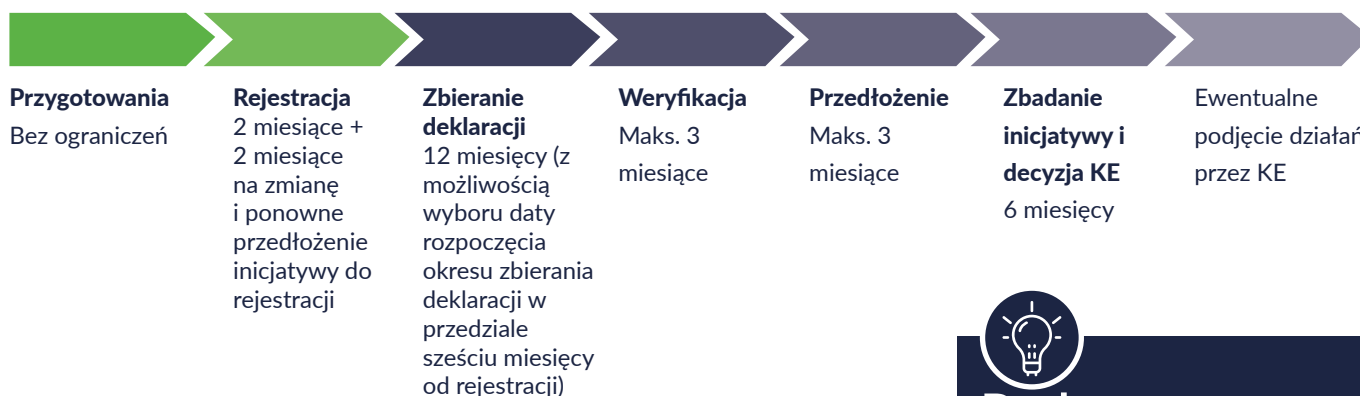 Przygotowania
Bez ograniczeń
Rejestracja
2 miesiące +
2 miesiące
na zmianę
i ponowne
przedłożenie
inicjatywy do
rejestracji
Zbieranie
deklaracji
12 miesięcy (z
możliwością
wyboru daty
rozpoczęcia
okresu zbierania
deklaracji w
przedziale
sześciu miesięcy
od rejestracji)
Weryfikacja
Maks. 3
miesiące
Przedłożenie
Maks. 3
miesiące
Zbadanie
inicjatywy i
decyzja KE
6 miesięcy
Ewentualne
podjęcie działań
przez KE